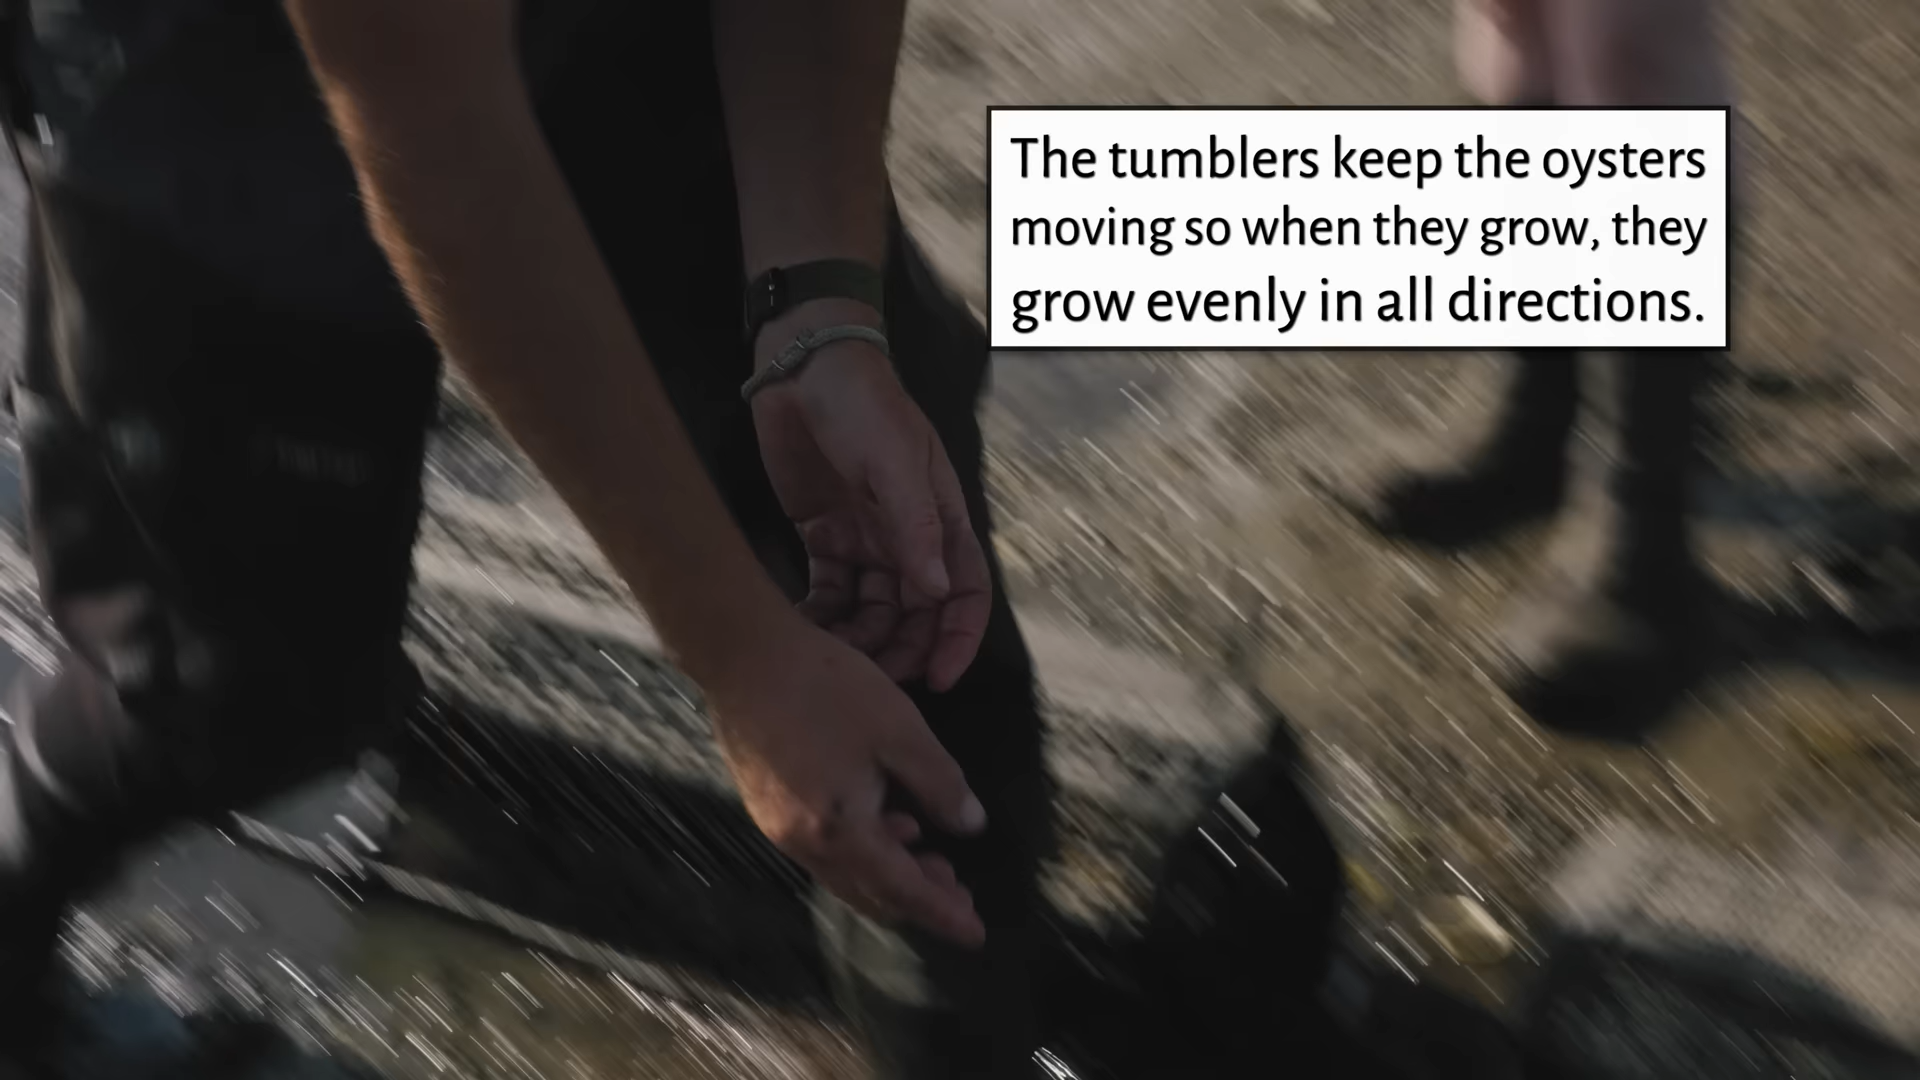 The tumblers keep the oysters
moving so when they grow, they
grow evenly in all directions.